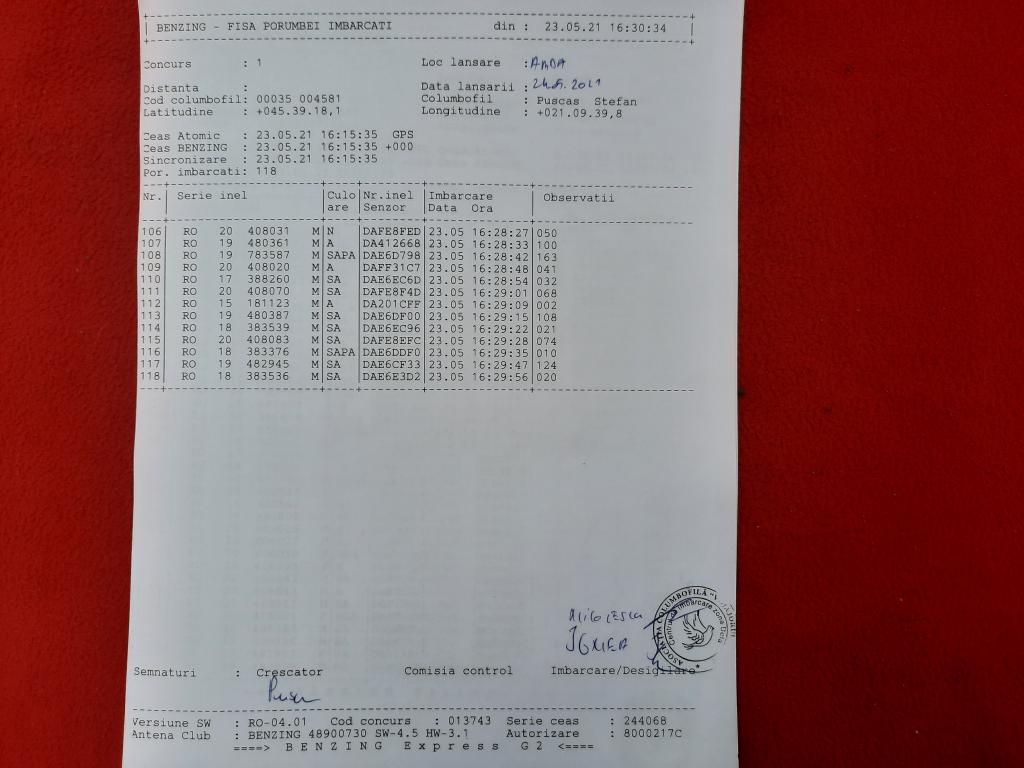 BENZING - FISA PORUMBEI IMBARCATI din : 23.05.21 16:30:34
Concurs : 1 Loc lansare : ANDA
Distanta : Data lansarii : 24.05.2021
Cod columbofil: 00035 004581 Columbofil : Puscas Stefan
Latitudine : +045.39.18,1 Longitudine : +021.09.39,8
Ceas Atomic : 23.05.21 16:15:35 GPS
Ceas BENZING : 23.05.21 16:15:35 +000
Sincronizare : 23.05.21 16:15:35
Por. imbarcati: 118
Nr. Serie inel Culo Nr.inel Imbarcare Observatii
are Senzor Data Ora
106 RO 20 408031 M N DAFE8FED 23.05 16:28:27 050
107 RO 19 480361 M A DA412668 23.05 16:28:33 100
108 RO 19 783587 M SAPA DAE6D798 23.05 16:28:42 163
109 RO 20 408020 M A DAFF31C7 23.05 16:28:48 041
110 RO 17 388260 M SA DAE6EC6D 23.05 16:28:54 032
111 RO 20 408070 M SA DAFE8F4D 23.05 16:29:01 068
112 RO 15 181123 M A DA201CFF 23.05 16:29:09 002
113 RO 19 480387 M SA DAE6DF00 23.05 16:29:15 108
114 RO 18 383539 M SA DAE6EC96 23.05 16:29:22 021
115 RO 20 408083 M SA DAFE8EFC 23.05 16:29:28 074
116 RO 18 383376 M SAPA DAE6DDF0 23.05 16:29:35 010
117 RO 19 482945 M SA DAE6CF33 23.05 16:29:47 124
118 RO 18 383536 M SA DAE6E3D2 23.05 16:29:56 020
ASOCIATIA COLUMBOFILĂ
Centrul Imbarcare zona
Semnaturi : Crescator Comisia control Imbarcare/Desigilare
Versiune SW : RO-04.01 Cod concurs : 013743 Serie ceas : 244068
Antena Club : BENZING 48900730 SW-4.5 HW-3.1 Autorizare : 8000217C
====> B E N Z I N G E x p r e s s G 2 <====